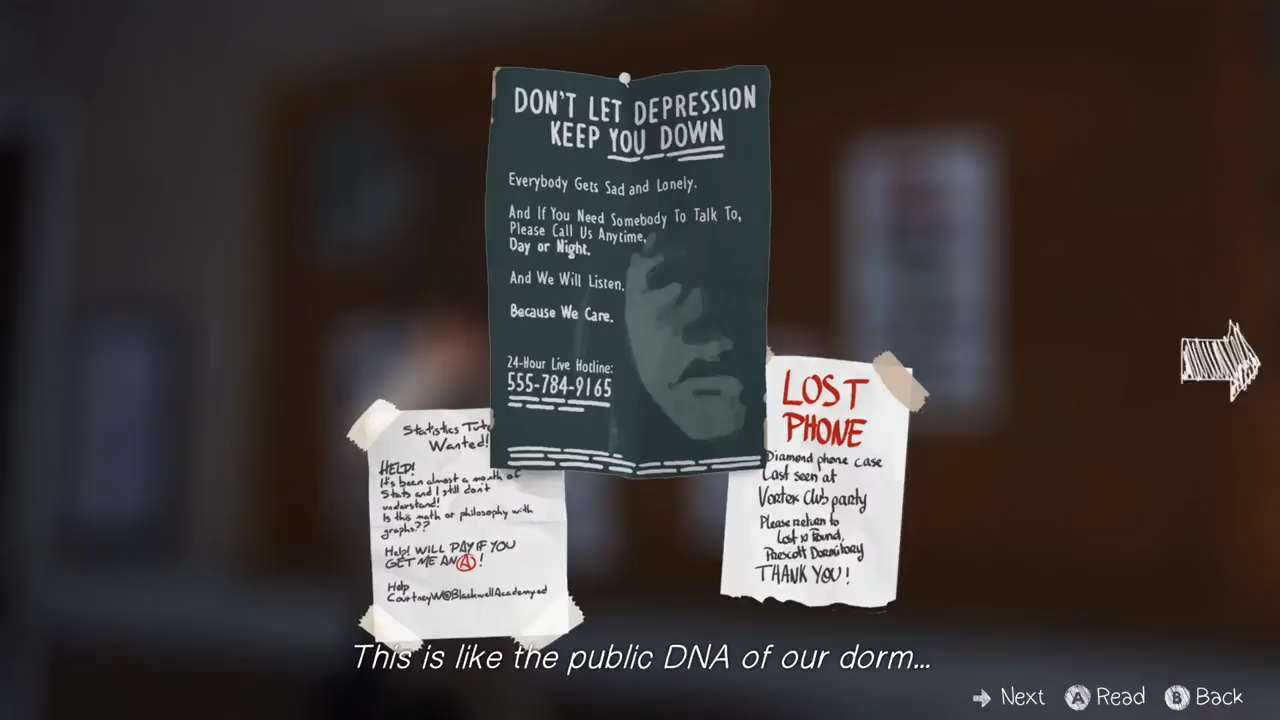 DON'T LET DEPRESSION
KEEP YOU DOWN
Everybody Gets Sad and Lonely.
And If You Need Somebody To Talk To,
Please Call Us Anytime,
Day or Night.
And We Will Listen.
Because We Care.
24-Hour Live Hotline:
555-784-9165
Statistics Tut
Wanted!
HELP!
It's been almost a month of
Stats and I still don't
understand!
Is this math or philosophy with
graphs??
Help! WILL PAY IF YOU
GET ME AN A!
Help
CourtneyW@BlackwellAcademy.ed
LOST
PHONE
Diamond phone case
Last seen at
Vortex Club party
Please return to
Lost & Found,
Prescott Dormitory
THANK YOU!
This is like the public DNA of our dorm...
Next A Read B Back